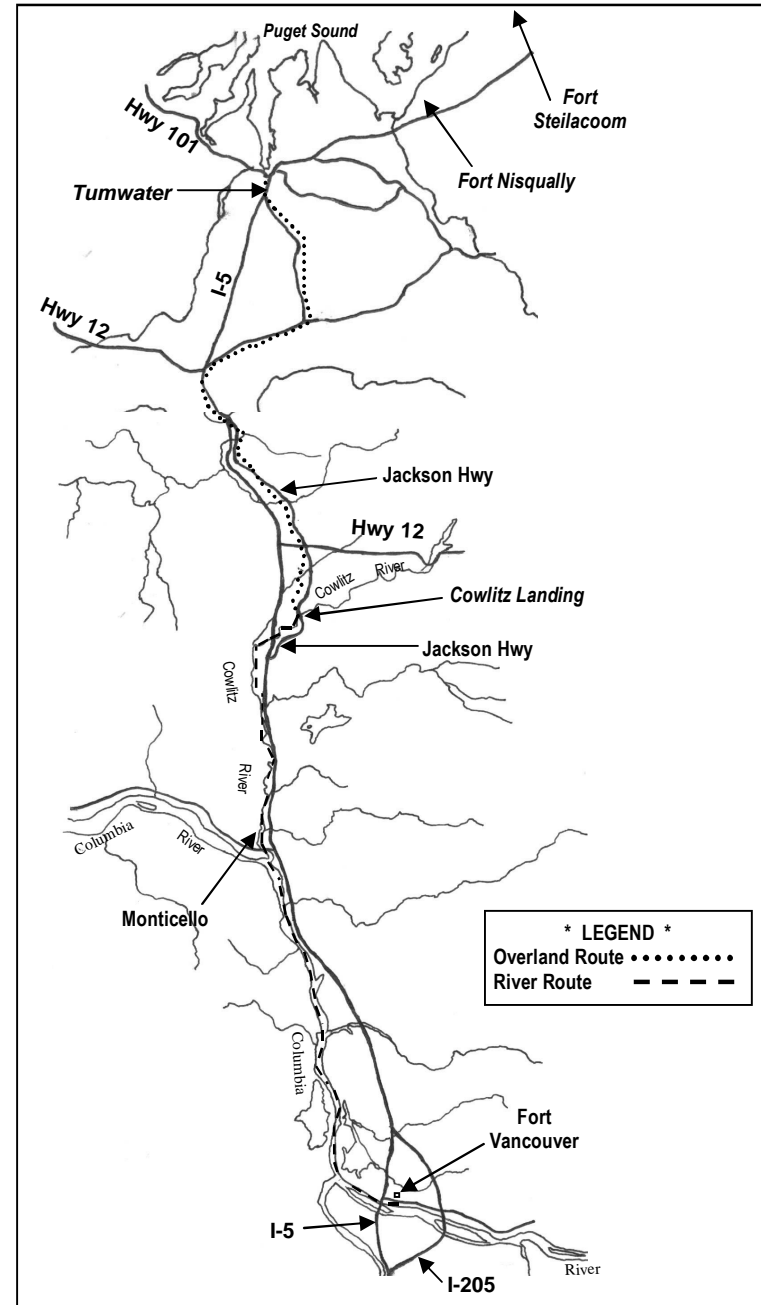 Puget Sound
Fort
Steilacoom
Hwy 101
Fort Nisqually
Tumwater
I-5
Hwy 12
Jackson Hwy
Hwy 12
Cowlitz River
Cowlitz Landing
Jackson Hwy
Cowlitz
River
Columbia
River
Monticello
* LEGEND *
Overland Route
River Route
Columbia
Fort
Vancouver
I-5
River
I-205